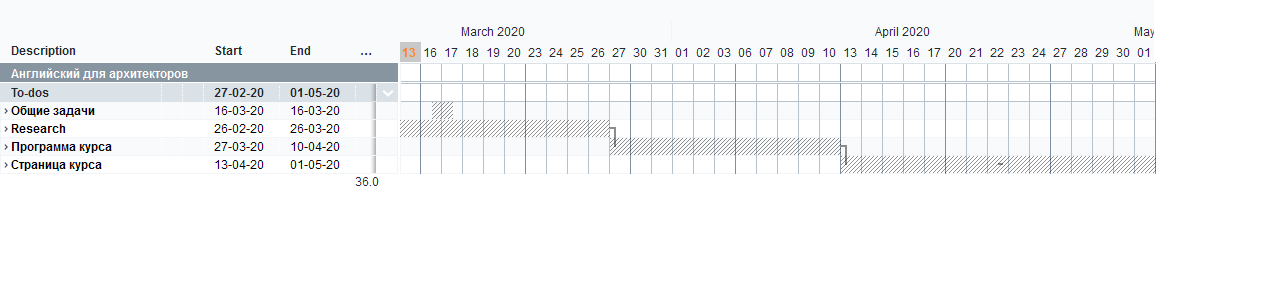 March 2020 April 2020 May
Description Start End ...
13 16 17 18 19 20 23 24 25 26 27 30 31 01 02 03 06 07 08 09 10 13 14 15 16 17 20 21 22 23 24 27 28 29 30 01
Английский для архитекторов
To-dos 27-02-20 01-05-20
Общие задачи 16-03-20 16-03-20
Research 26-02-20 26-03-20
Программа курса 27-03-20 10-04-20
Страница курса 13-04-20 01-05-20
36.0